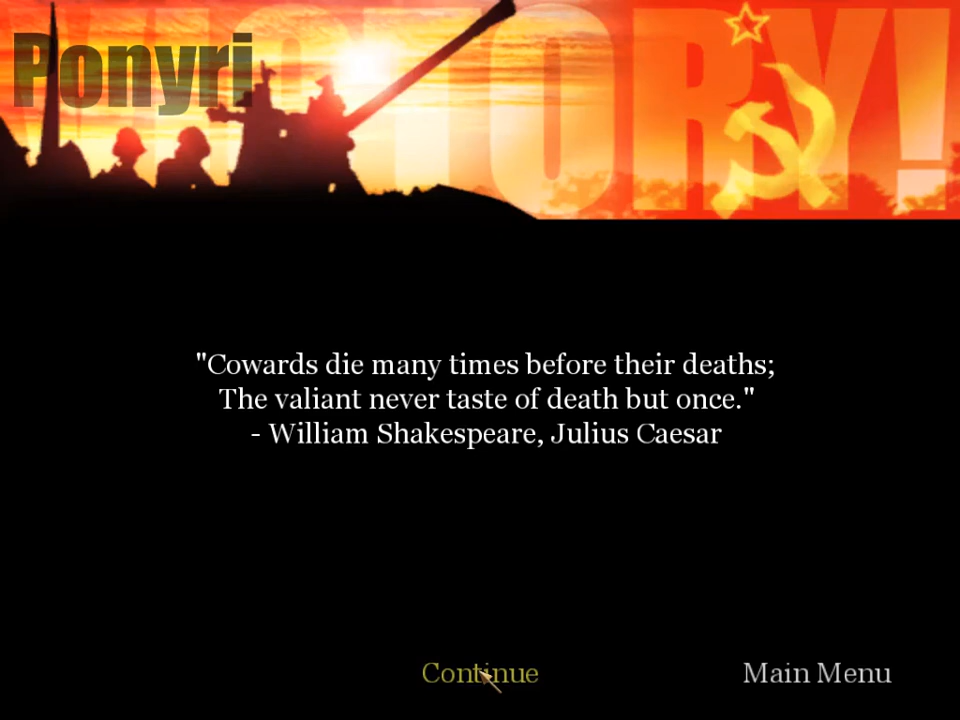 VICTORY!
Ponyri
"Cowards die many times before their deaths;
The valiant never taste of death but once."
- William Shakespeare, Julius Caesar
Continue
Main Menu